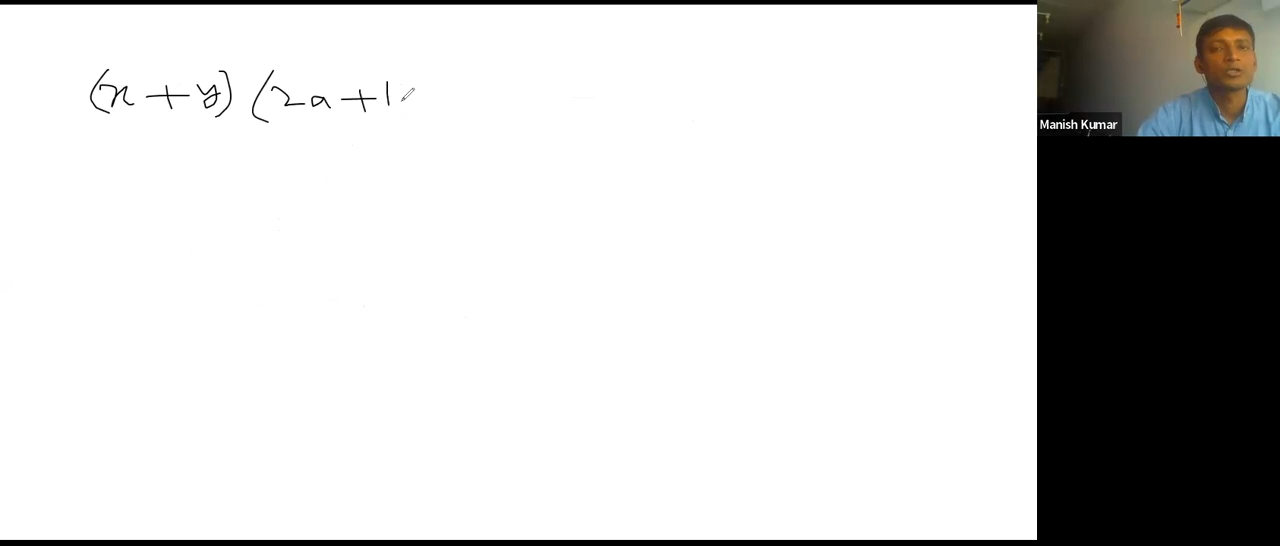 (x + y) (2a + 1
Manish Kumar